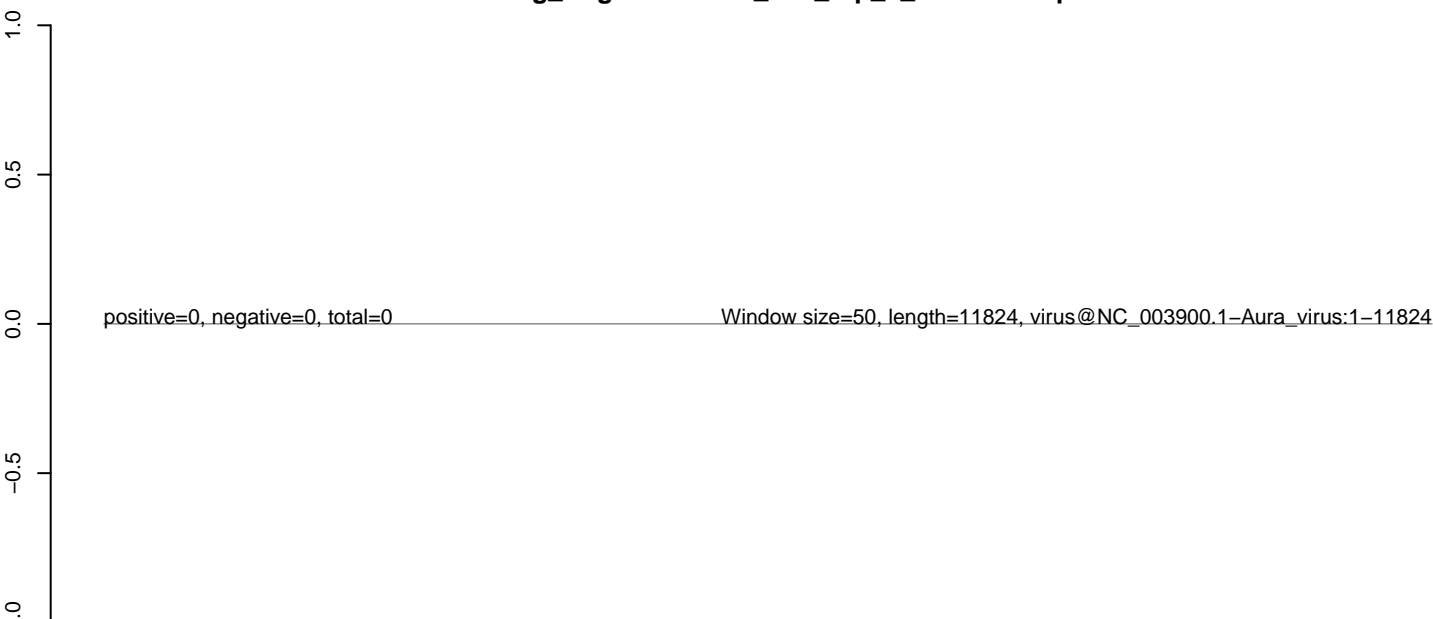 1.0
0.5
0.0
positive=0, negative=0, total=0
Window size=50, length=11824, virus@NC_003900.1−Aura_virus:1−11824
−0.5